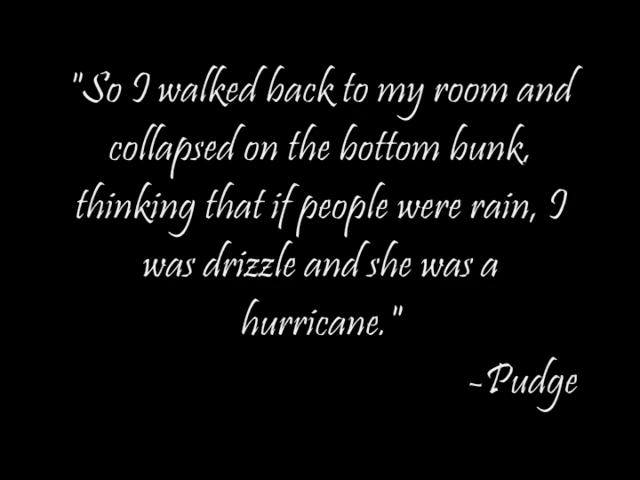 "So I walked back to my room and
collapsed on the bottom bunk,
thinking that if people were rain, I
was drizzle and she was a
hurricane."
-Pudge